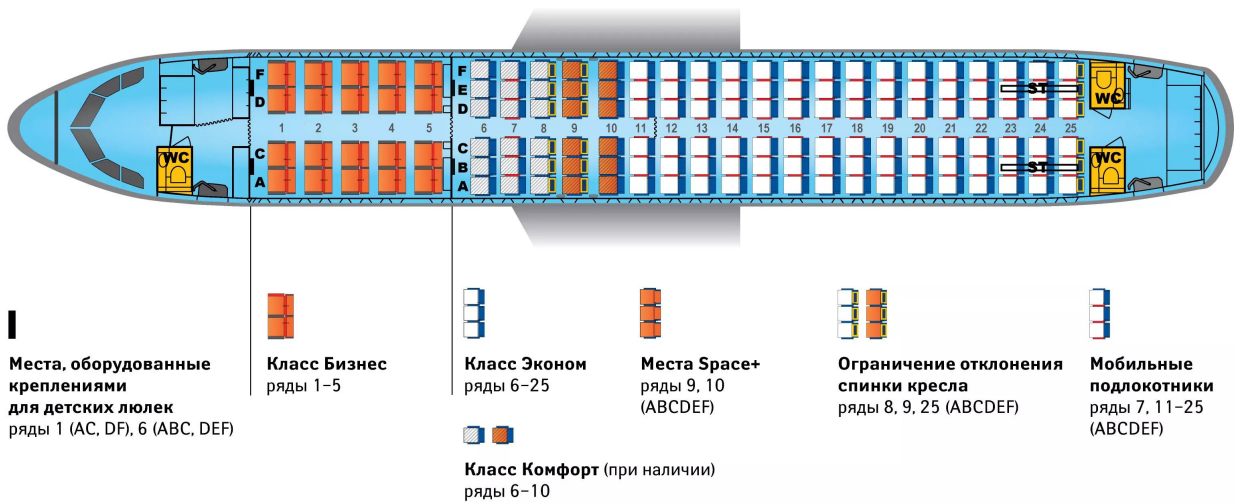 F
E
D
F
D
ST
WC
1 2 3 4 5 6 7 8 9 10 11 12 13 14 15 16 17 18 19 20 21 22 23 24 25
WC
C
A
C
B
A
ST
WC
Места, оборудованные
креплениями
для детских люлек
ряды 1 (AC, DF), 6 (ABC, DEF)
Класс Бизнес
ряды 1–5
Класс Эконом
ряды 6–25
Класс Комфорт (при наличии)
ряды 6–10
Места Space+
ряды 9, 10
(ABCDEF)
Ограничение отклонения
спинки кресла
ряды 8, 9, 25 (ABCDEF)
Мобильные
подлокотники
ряды 7, 11–25
(ABCDEF)